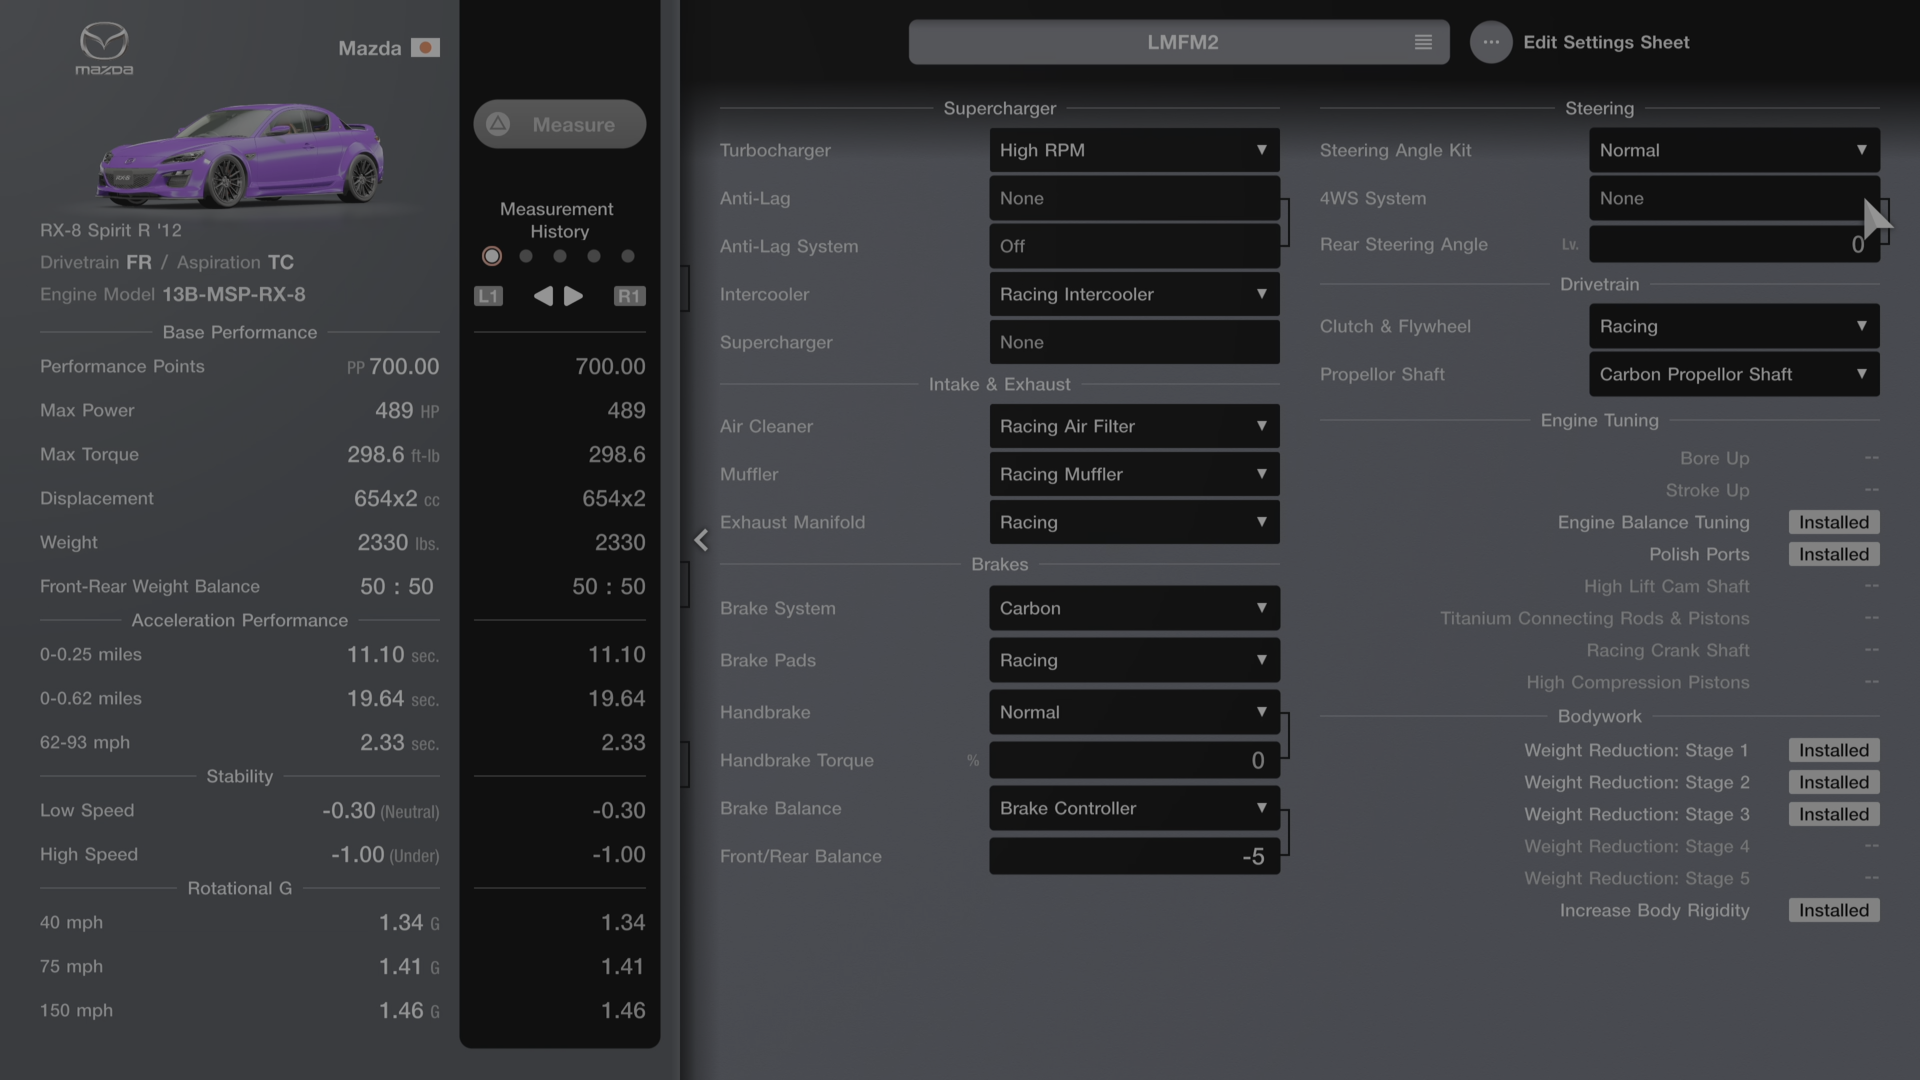 mazda
Mazda
RX-8 Spirit R '12
Drivetrain FR / Aspiration TC
Engine Model 13B-MSP-RX-8
Base Performance
Performance Points PP 700.00
Max Power 489 HP
Max Torque 298.6 ft-lb
Displacement 654x2 cc
Weight 2330 lbs.
Front-Rear Weight Balance 50 : 50
Acceleration Performance
0-0.25 miles 11.10 sec.
0-0.62 miles 19.64 sec.
62-93 mph 2.33 sec.
Stability
Low Speed -0.30 (Neutral)
High Speed -1.00 (Under)
Rotational G
40 mph 1.34 G
75 mph 1.41 G
150 mph 1.46 G
Measure
Measurement
History
L1 R1
700.00
489
298.6
654x2
2330
50 : 50
11.10
19.64
2.33
-0.30
-1.00
1.34
1.41
1.46
LMFM2
Edit Settings Sheet
Supercharger
Turbocharger High RPM
Anti-Lag None
Anti-Lag System Off
Intercooler Racing Intercooler
Supercharger None
Intake & Exhaust
Air Cleaner Racing Air Filter
Muffler Racing Muffler
Exhaust Manifold Racing
Brakes
Brake System Carbon
Brake Pads Racing
Handbrake Normal
Handbrake Torque % 0
Brake Balance Brake Controller
Front/Rear Balance -5
Steering
Steering Angle Kit Normal
4WS System None
Rear Steering Angle Lv. 0
Drivetrain
Clutch & Flywheel Racing
Propellor Shaft Carbon Propellor Shaft
Engine Tuning
Bore Up --
Stroke Up --
Engine Balance Tuning Installed
Polish Ports Installed
High Lift Cam Shaft --
Titanium Connecting Rods & Pistons --
Racing Crank Shaft --
High Compression Pistons --
Bodywork
Weight Reduction: Stage 1 Installed
Weight Reduction: Stage 2 Installed
Weight Reduction: Stage 3 Installed
Weight Reduction: Stage 4 --
Weight Reduction: Stage 5 --
Increase Body Rigidity Installed